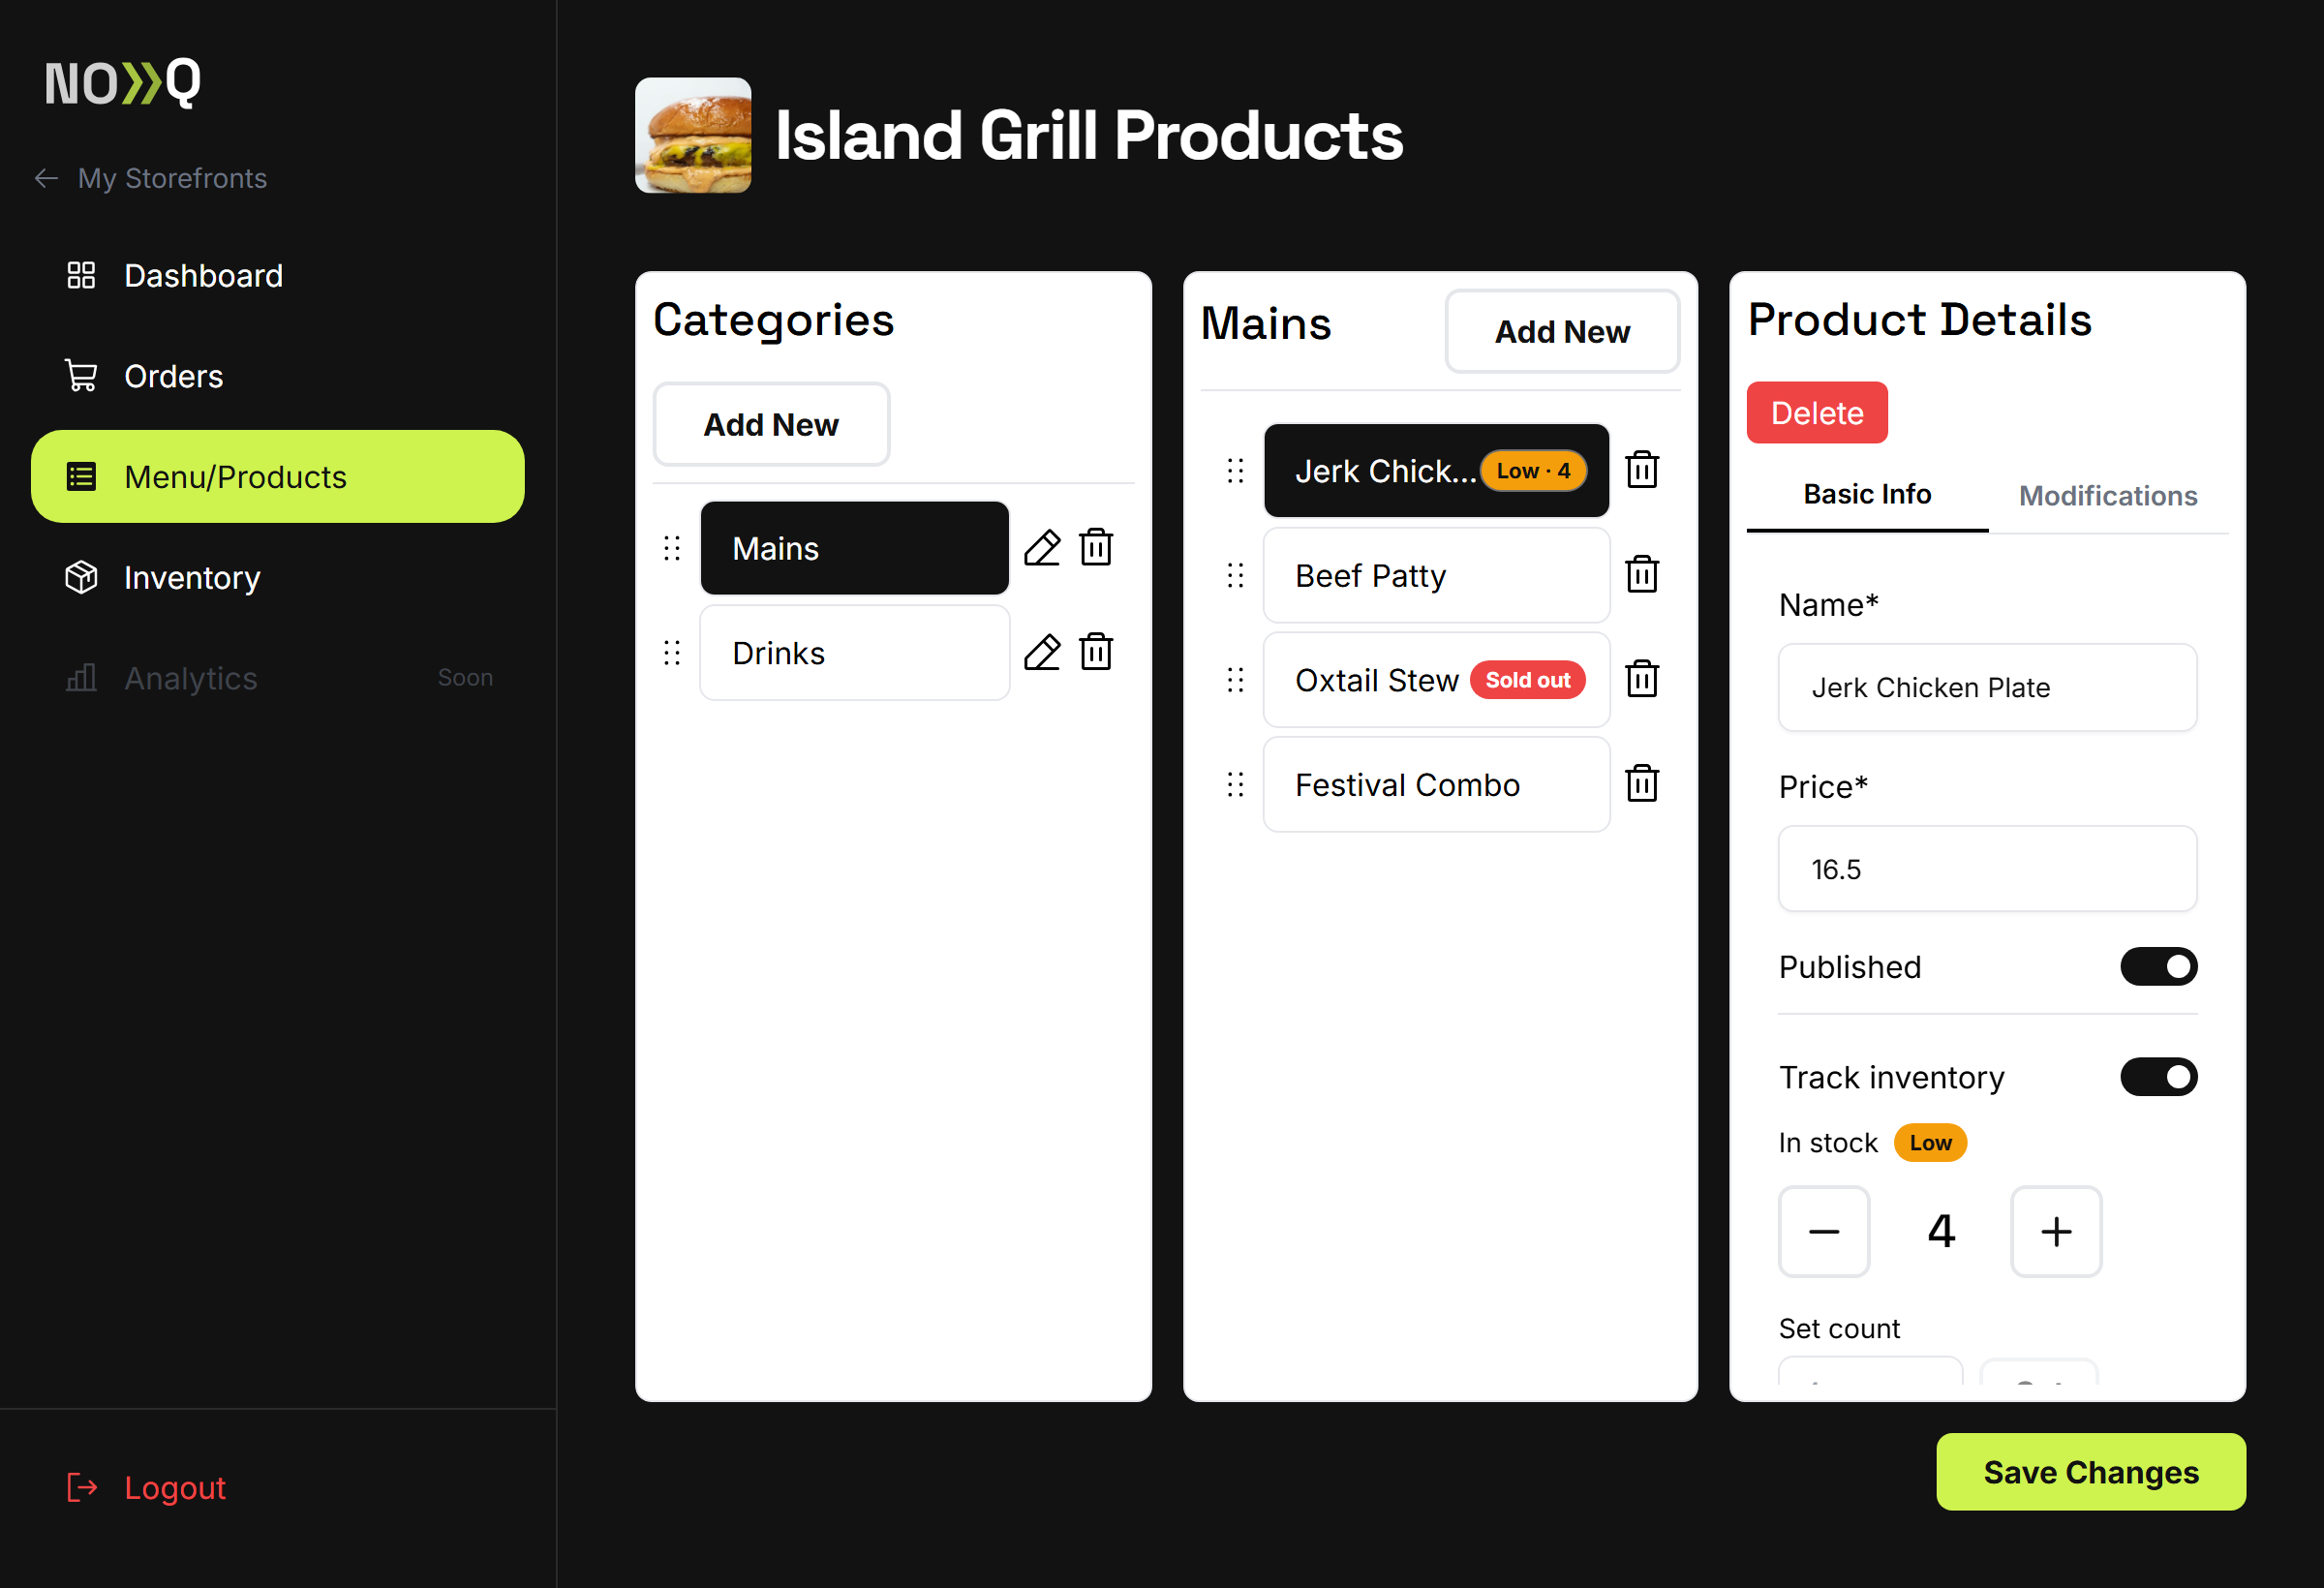 NO»Q
My Storefronts
Dashboard
Orders
Menu/Products
Inventory
Analytics Soon
Logout
Island Grill Products
Categories
Add New
Mains
Drinks
Mains Add New
Jerk Chick... Low · 4
Beef Patty
Oxtail Stew Sold out
Festival Combo
Product Details
Delete
Basic Info Modifications
Name*
Jerk Chicken Plate
Price*
16.5
Published
Track inventory
In stock Low
4
Set count
Save Changes